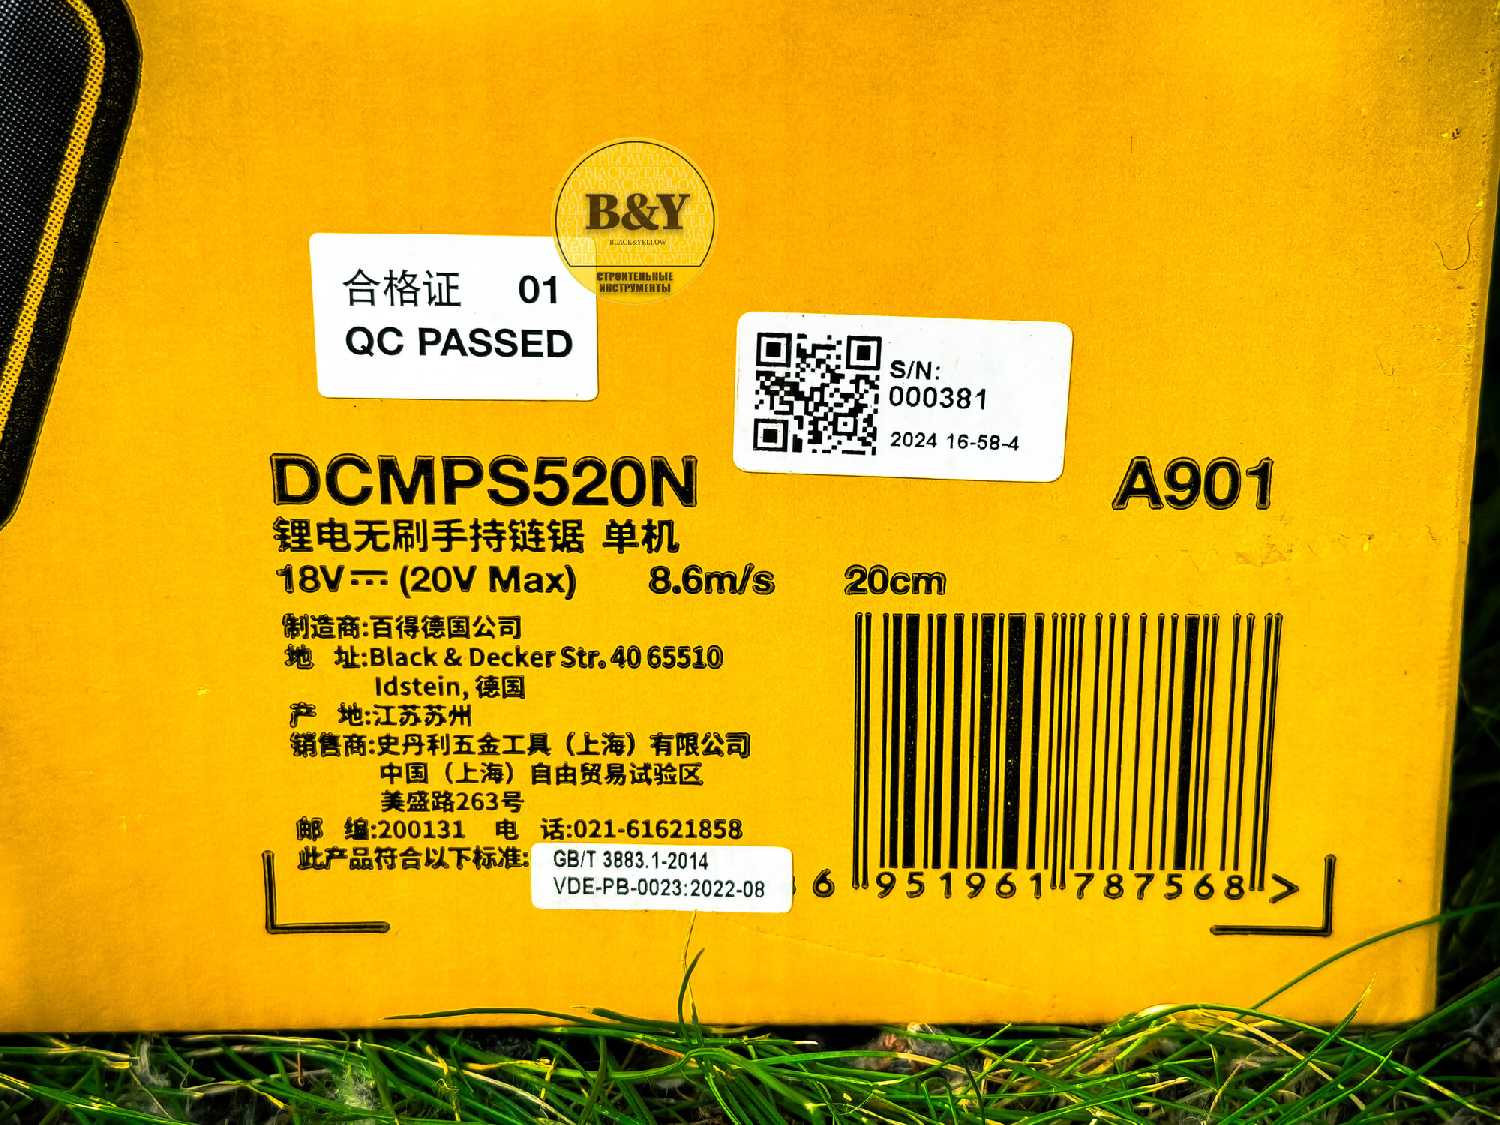 B&Y
BLACK&YELLOW
СТРОИТЕЛЬНЫЕ
ИНСТРУМЕНТЫ
合格证 01
QC PASSED
S/N:
000381
2024 16-58-4
DCMPS520N A901
锂电无刷手持链锯 单机
18V (20V Max) 8.6m/s 20cm
制造商:百得德国公司
地 址:Black & Decker Str. 40 65510
Idstein, 德国
产 地:江苏苏州
销售商:史丹利五金工具（上海）有限公司
中国（上海）自由贸易试验区
美盛路263号
邮 编:200131 电 话:021-61621858
此产品符合以下标准:
GB/T 3883.1-2014
VDE-PB-0023:2022-08
6 951961 787568 >